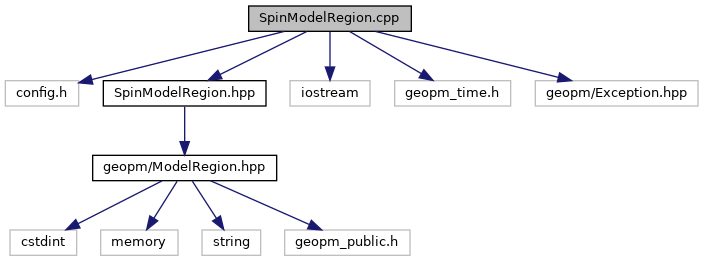 SpinModelRegion.cpp
config.h
SpinModelRegion.hpp
iostream
geopm_time.h
geopm/Exception.hpp
geopm/ModelRegion.hpp
cstdint
memory
string
geopm_public.h